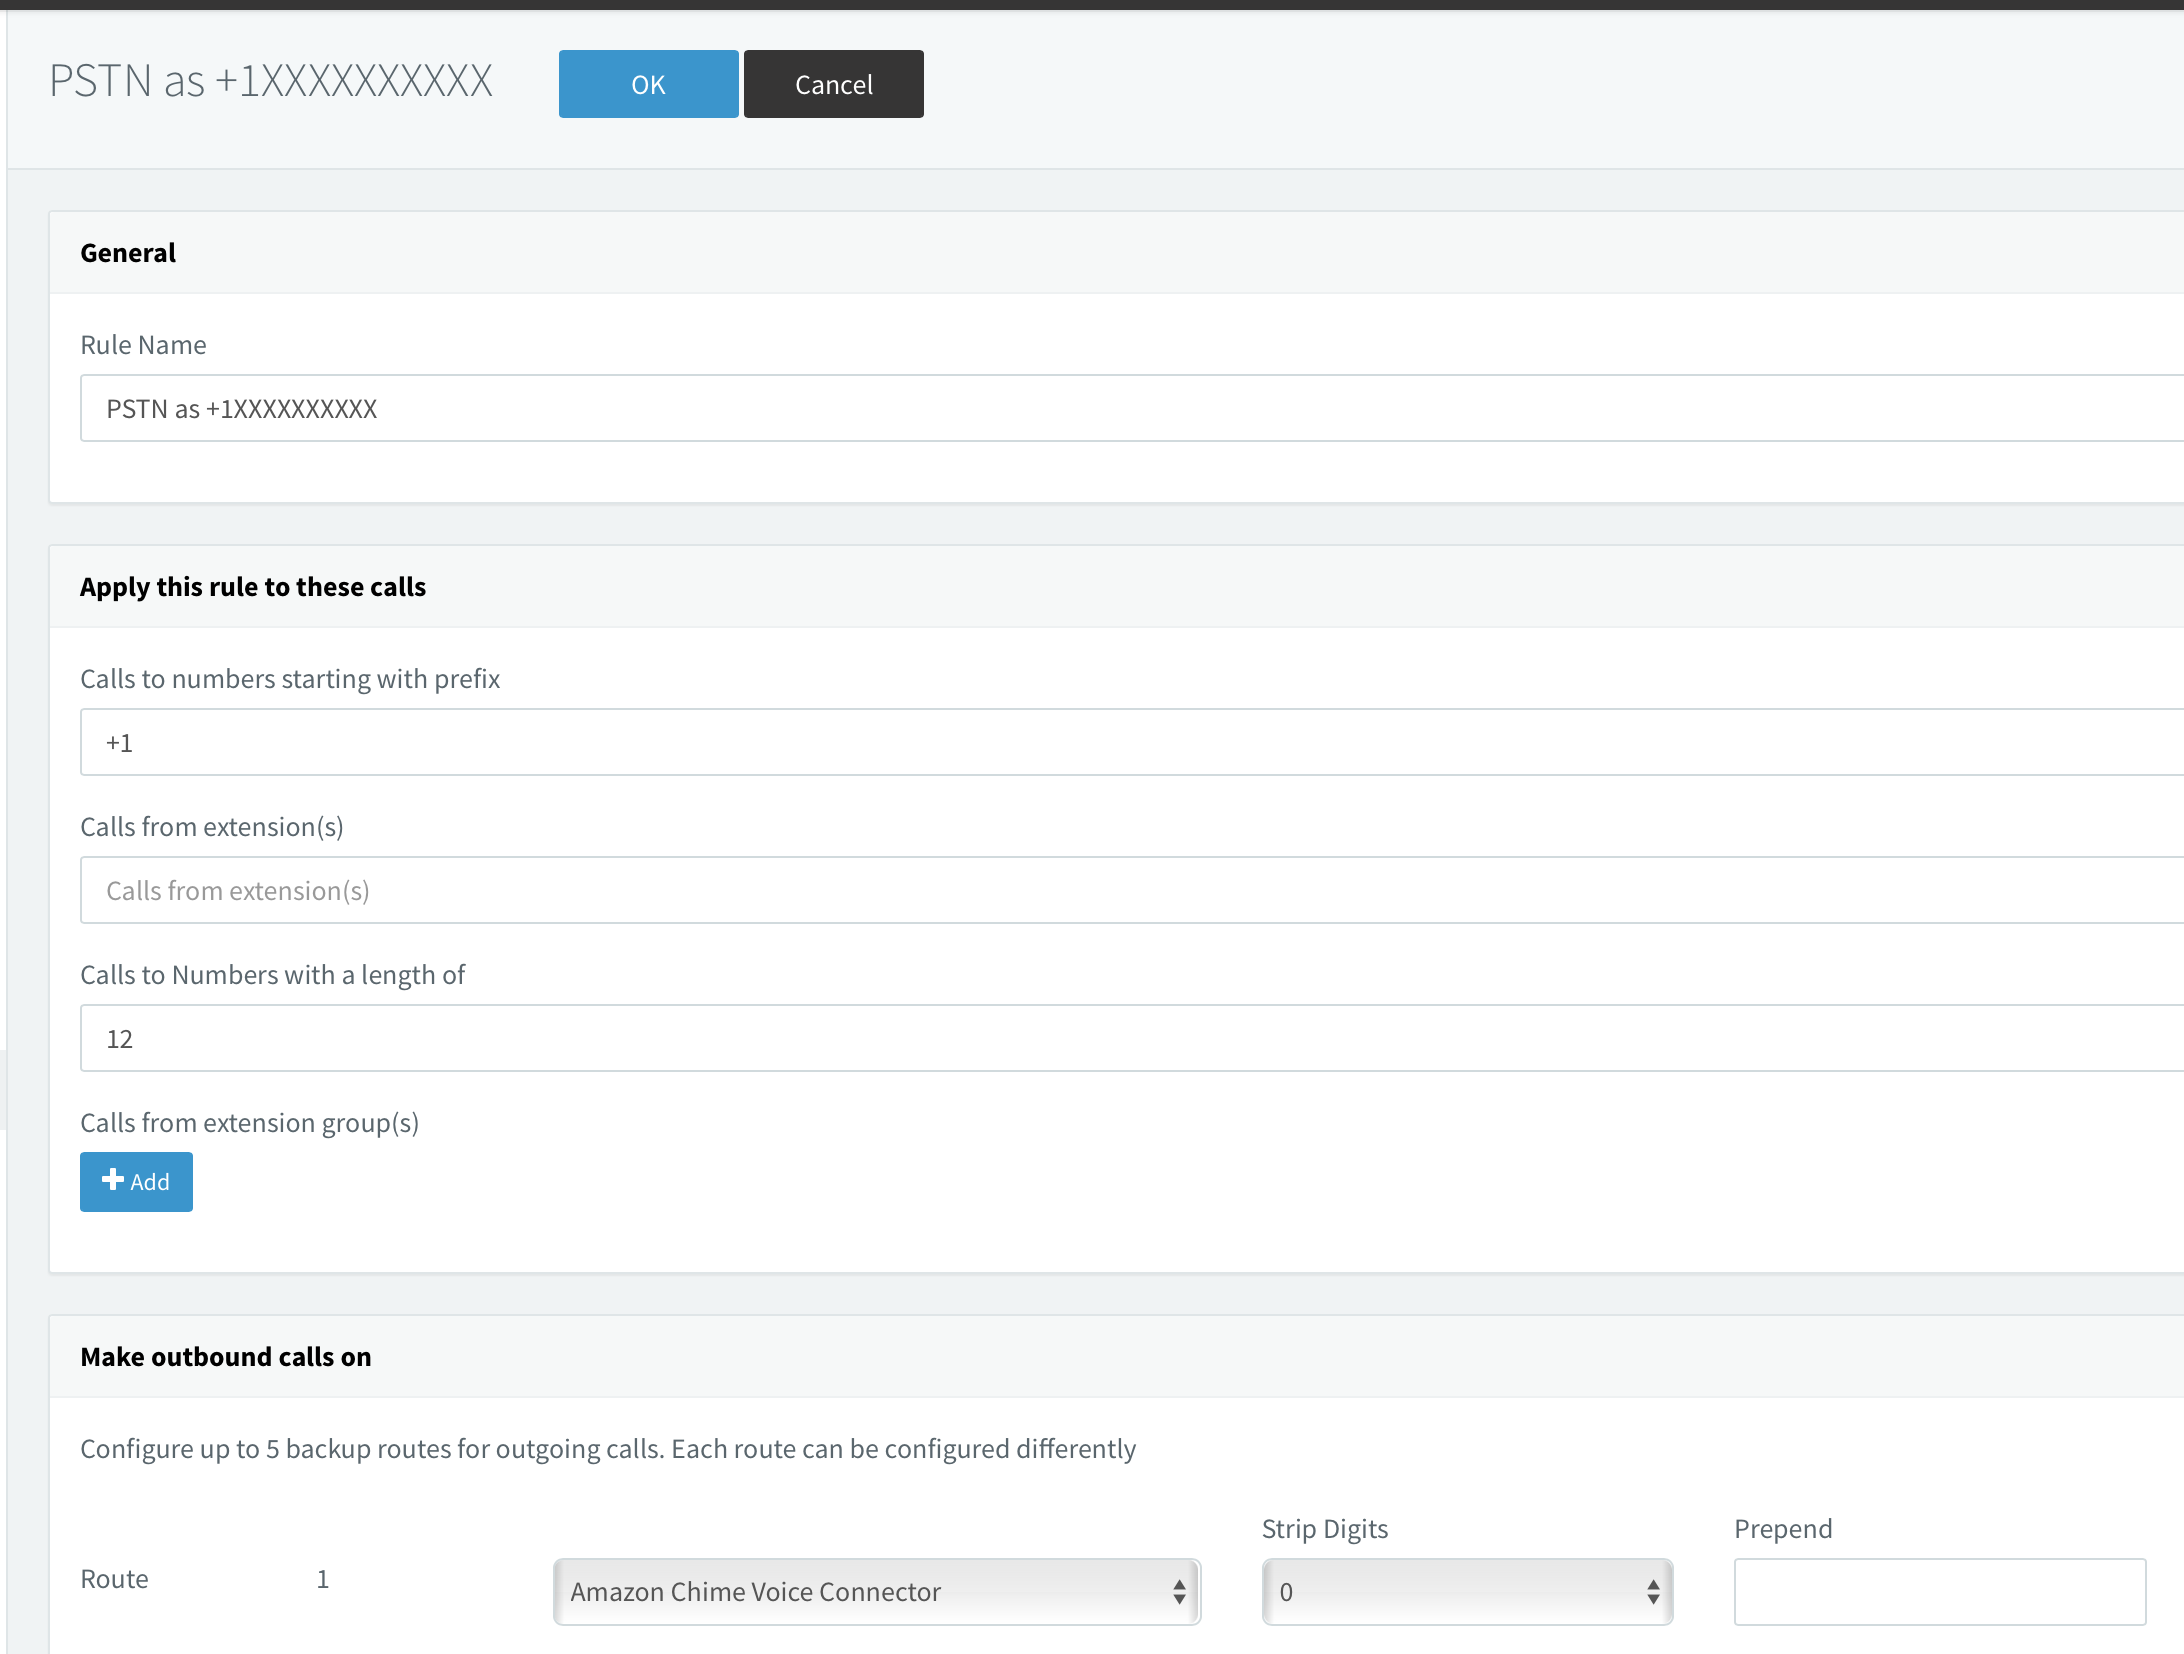 PSTN as +1XXXXXXXXXX
OK
Cancel
General
Rule Name
PSTN as +1XXXXXXXXXX
Apply this rule to these calls
Calls to numbers starting with prefix
+1
Calls from extension(s)
Calls from extension(s)
Calls to Numbers with a length of
12
Calls from extension group(s)
Add
Make outbound calls on
Configure up to 5 backup routes for outgoing calls. Each route can be configured differently
Strip Digits
Prepend
Route
1
Amazon Chime Voice Connector
0